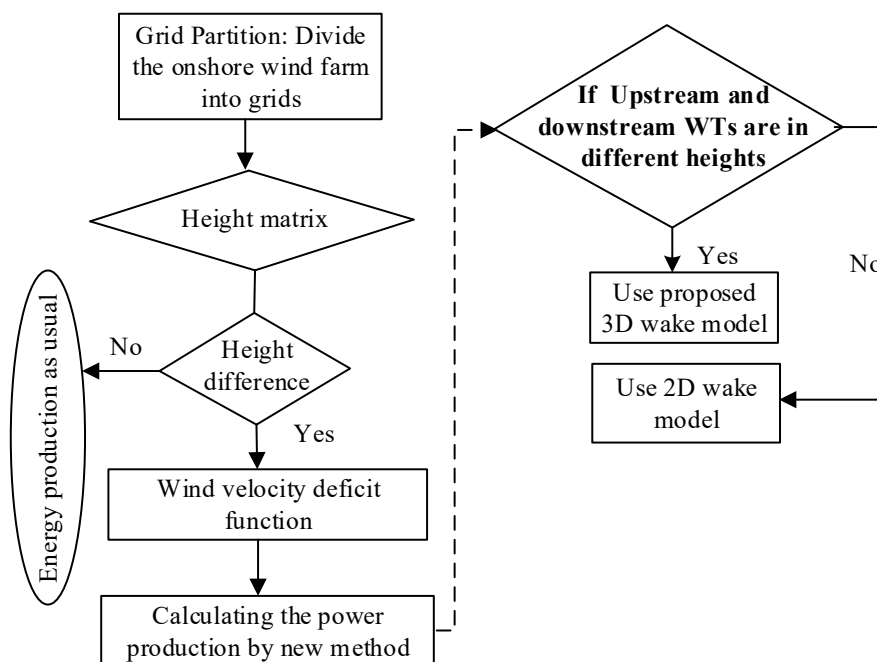 Grid Partition: Divide
the onshore wind farm
into grids
Height matrix
Height
difference
No
Yes
Energy production as usual
Wind velocity deficit
function
Calculating the power
production by new method
If Upstream and
downstream WTs are in
different heights
Yes
No
Use proposed
3D wake model
Use 2D wake
model